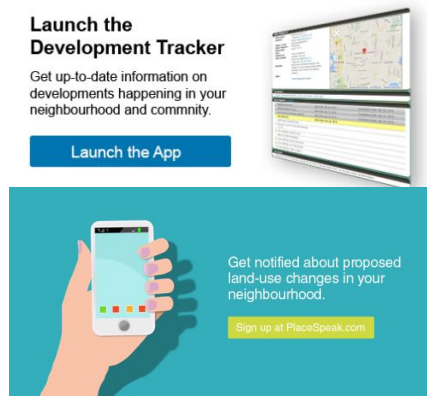 Launch the
Development Tracker
Get up-to-date information on
developments happening in your
neighbourhood and commnity.
Launch the App
Get notified about proposed
land-use changes in your
neighbourhood.
Sign up at PlaceSpeak.com